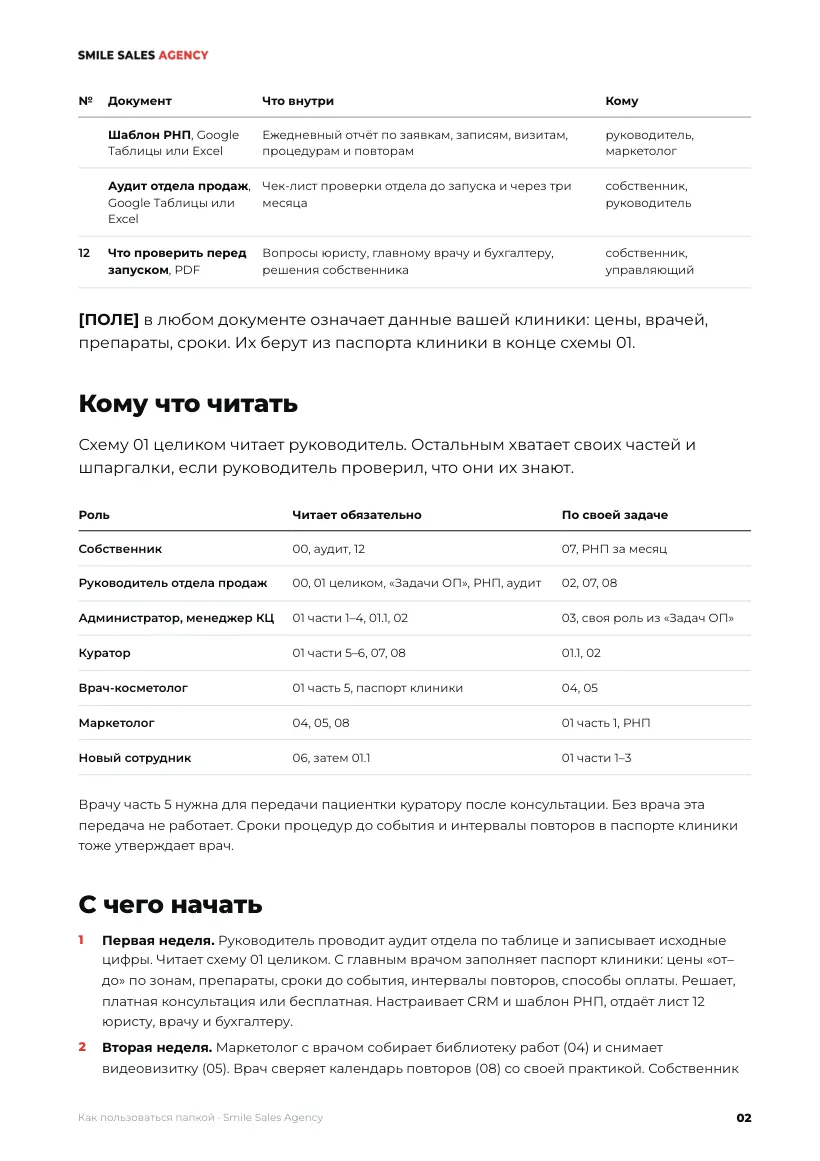 SMILE SALES AGENCY
№ Документ Что внутри Кому
Шаблон РНП, Google Ежедневный отчёт по заявкам, записям, визитам, руководитель,
Таблицы или Excel процедурам и повторам маркетолог
Аудит отдела продаж, Чек-лист проверки отдела до запуска и через три собственник,
Google Таблицы или месяца руководитель
Excel
12 Что проверить перед Вопросы юристу, главному врачу и бухгалтеру, собственник,
запуском, PDF решения собственника управляющий
[ПОЛЕ] в любом документе означает данные вашей клиники: цены, врачей,
препараты, сроки. Их берут из паспорта клиники в конце схемы 01.
Кому что читать
Схему 01 целиком читает руководитель. Остальным хватает своих частей и
шпаргалки, если руководитель проверил, что они их знают.
Роль Читает обязательно По своей задаче
Собственник 00, аудит, 12 07, РНП за месяц
Руководитель отдела продаж 00, 01 целиком, «Задачи ОП», РНП, аудит 02, 07, 08
Администратор, менеджер КЦ 01 части 1–4, 01.1, 02 03, своя роль из «Задач ОП»
Куратор 01 части 5–6, 07, 08 01.1, 02
Врач-косметолог 01 часть 5, паспорт клиники 04, 05
Маркетолог 04, 05, 08 01 часть 1, РНП
Новый сотрудник 06, затем 01.1 01 части 1–3
Врачу часть 5 нужна для передачи пациентки куратору после консультации. Без врача эта
передача не работает. Сроки процедур до события и интервалы повторов в паспорте клиники
тоже утверждает врач.
С чего начать
1 Первая неделя. Руководитель проводит аудит отдела по таблице и записывает исходные
цифры. Читает схему 01 целиком. С главным врачом заполняет паспорт клиники: цены «от–
до» по зонам, препараты, сроки до события, интервалы повторов, способы оплаты. Решает,
платная консультация или бесплатная. Настраивает CRM и шаблон РНП, отдаёт лист 12
юристу, врачу и бухгалтеру.
2 Вторая неделя. Маркетолог с врачом собирает библиотеку работ (04) и снимает
видеовизитку (05). Врач сверяет календарь повторов (08) со своей практикой. Собственник
Как пользоваться папкой · Smile Sales Agency 02